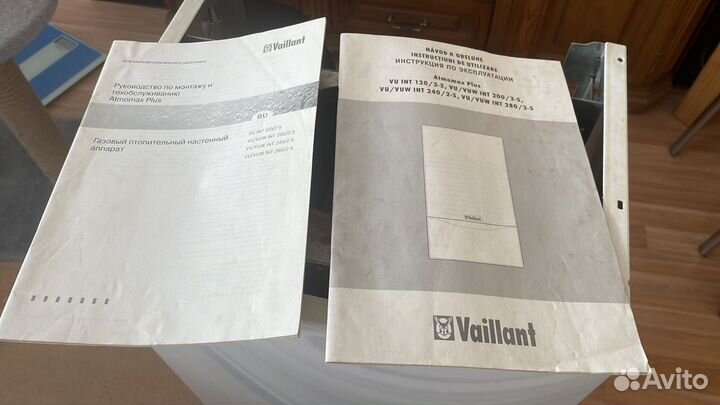 Для квалифицированного работника
Vaillant
Руководство по монтажу и
техобслуживанию
Atmomax Plus
RU
Газовый отопительный настенный
аппарат
VU INT 120/2-5
VU/VUW INT 200/2-5
VU/VUW INT 240/2-5
VU/VUW INT 280/2-5
NÁVOD K OBSLUHE
INSTRUCŢIUNI DE UTILIZARE
ИНСТРУКЦИЯ ПО ЭКСПЛУАТАЦИИ
Atmomax Plus
VU INT 120/2-5, VU/VUW INT 200/2-5,
VU/VUW INT 240/2-5, VU/VUW INT 280/2-5
Vaillant
Vaillant
Avito